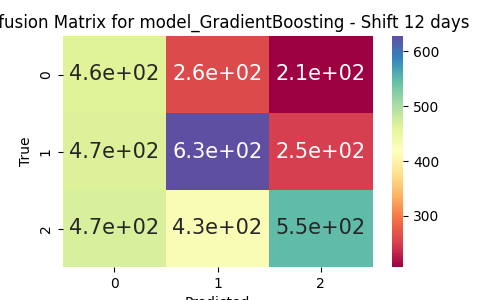 fusion Matrix for model_GradientBoosting - Shift 12 days
0 4.6e+02 2.6e+02 2.1e+02
1 4.7e+02 6.3e+02 2.5e+02
2 4.7e+02 4.3e+02 5.5e+02
0 1 2
True
Predicted
600
500
400
300